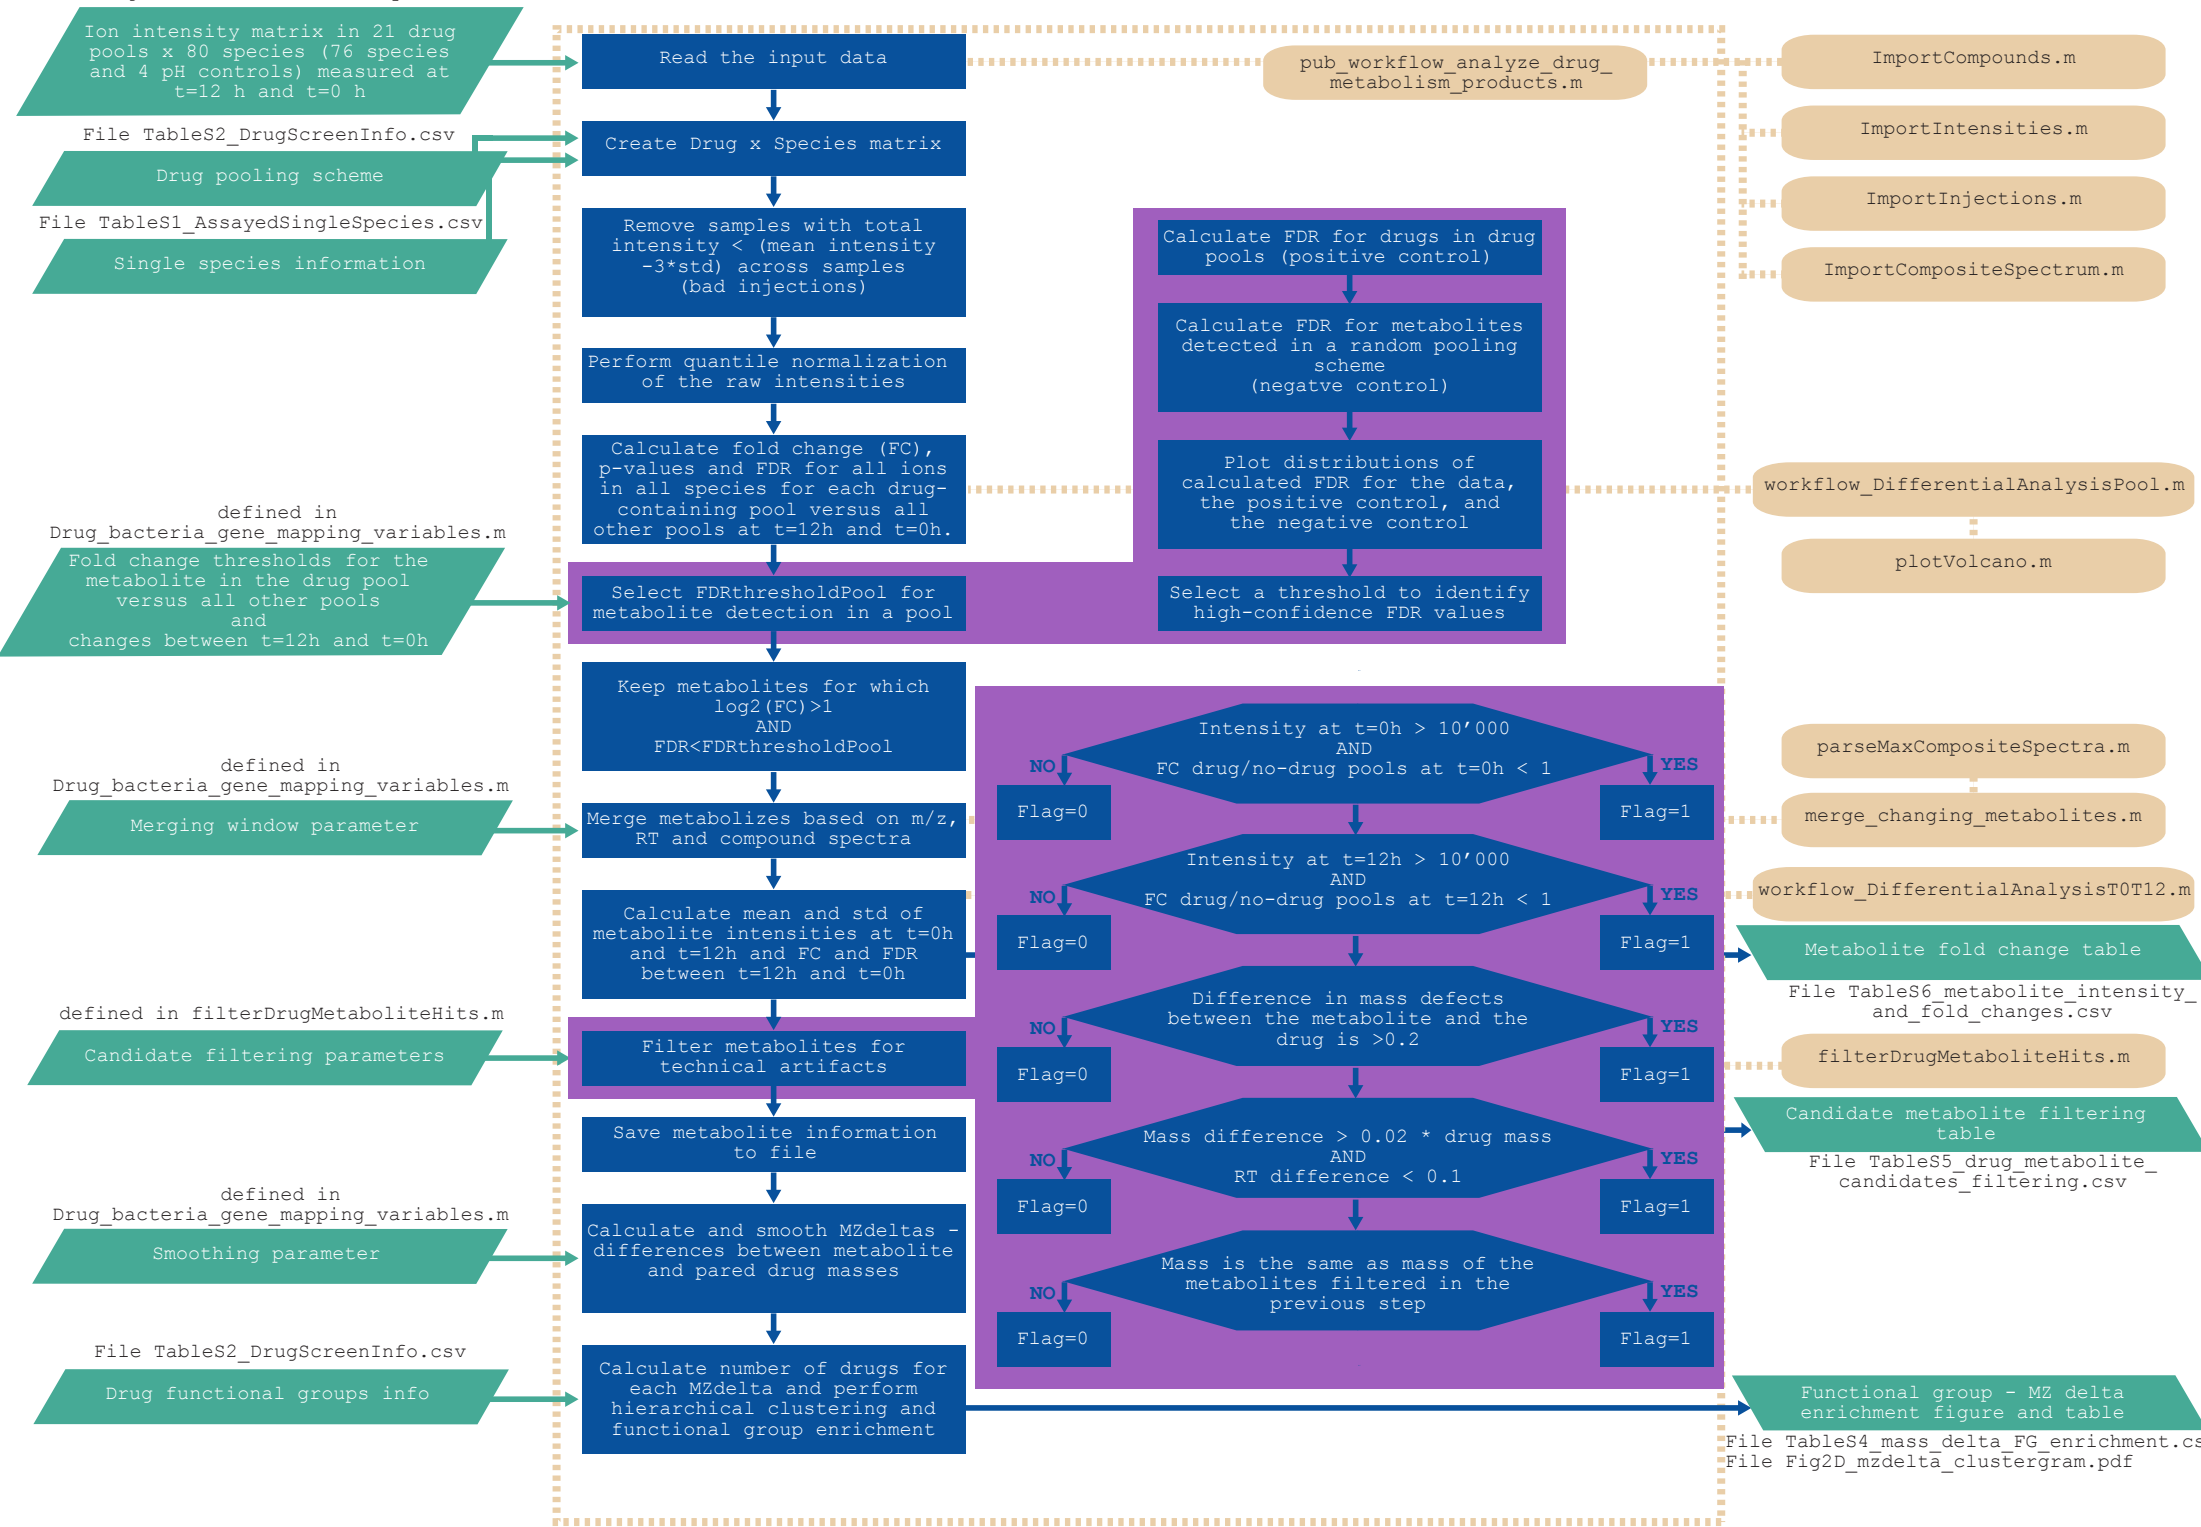 Ion intensity matrix in 21 drug
pools x 80 species (76 species
and 4 pH controls) measured at
t=12 h and t=0 h
File TableS2_DrugScreenInfo.csv
Drug pooling scheme
File TableS1_AssayedSingleSpecies.csv
Single species information
defined in
Drug_bacteria_gene_mapping_variables.m
Fold change thresholds for the
metabolite in the drug pool
versus all other pools
and
changes between t=12h and t=0h
defined in
Drug_bacteria_gene_mapping_variables.m
Merging window parameter
defined in filterDrugMetaboliteHits.m
Candidate filtering parameters
defined in
Drug_bacteria_gene_mapping_variables.m
Smoothing parameter
File TableS2_DrugScreenInfo.csv
Drug functional groups info
Read the input data
Create Drug x Species matrix
Remove samples with total
intensity < (mean intensity
-3*std) across samples
(bad injections)
Perform quantile normalization
of the raw intensities
Calculate fold change (FC),
p-values and FDR for all ions
in all species for each drug-
containing pool versus all
other pools at t=12h and t=0h.
Select FDRthresholdPool for
metabolite detection in a pool
Keep metabolites for which
log2(FC)>1
AND
FDR<FDRthresholdPool
Merge metabolizes based on m/z,
RT and compound spectra
Calculate mean and std of
metabolite intensities at t=0h
and t=12h and FC and FDR
between t=12h and t=0h
Filter metabolites for
technical artifacts
Save metabolite information
to file
Calculate and smooth MZdeltas -
differences between metabolite
and pared drug masses
Calculate number of drugs for
each MZdelta and perform
hierarchical clustering and
functional group enrichment
Calculate FDR for drugs in drug
pools (positive control)
Calculate FDR for metabolites
detected in a random pooling
scheme
(negatve control)
Plot distributions of
calculated FDR for the data,
the positive control, and
the negative control
Select a threshold to identify
high-confidence FDR values
Intensity at t=0h > 10’000
AND
FC drug/no-drug pools at t=0h < 1
NO
YES
Flag=0
Flag=1
Intensity at t=12h > 10’000
AND
FC drug/no-drug pools at t=12h < 1
NO
YES
Flag=0
Flag=1
Difference in mass defects
between the metabolite and the
drug is >0.2
NO
YES
Flag=0
Flag=1
Mass difference > 0.02 * drug mass
AND
RT difference < 0.1
NO
YES
Flag=0
Flag=1
Mass is the same as mass of the
metabolites filtered in the
previous step
NO
YES
Flag=0
Flag=1
pub_workflow_analyze_drug_
metabolism_products.m
ImportCompounds.m
ImportIntensities.m
ImportInjections.m
ImportCompositeSpectrum.m
workflow_DifferentialAnalysisPool.m
plotVolcano.m
parseMaxCompositeSpectra.m
merge_changing_metabolites.m
workflow_DifferentialAnalysisT0T12.m
Metabolite fold change table
File TableS6_metabolite_intensity_
and_fold_changes.csv
filterDrugMetaboliteHits.m
Candidate metabolite filtering
table
File TableS5_drug_metabolite_
candidates_filtering.csv
Functional group - MZ delta
enrichment figure and table
File TableS4_mass_delta_FG_enrichment.cs
File Fig2D_mzdelta_clustergram.pdf